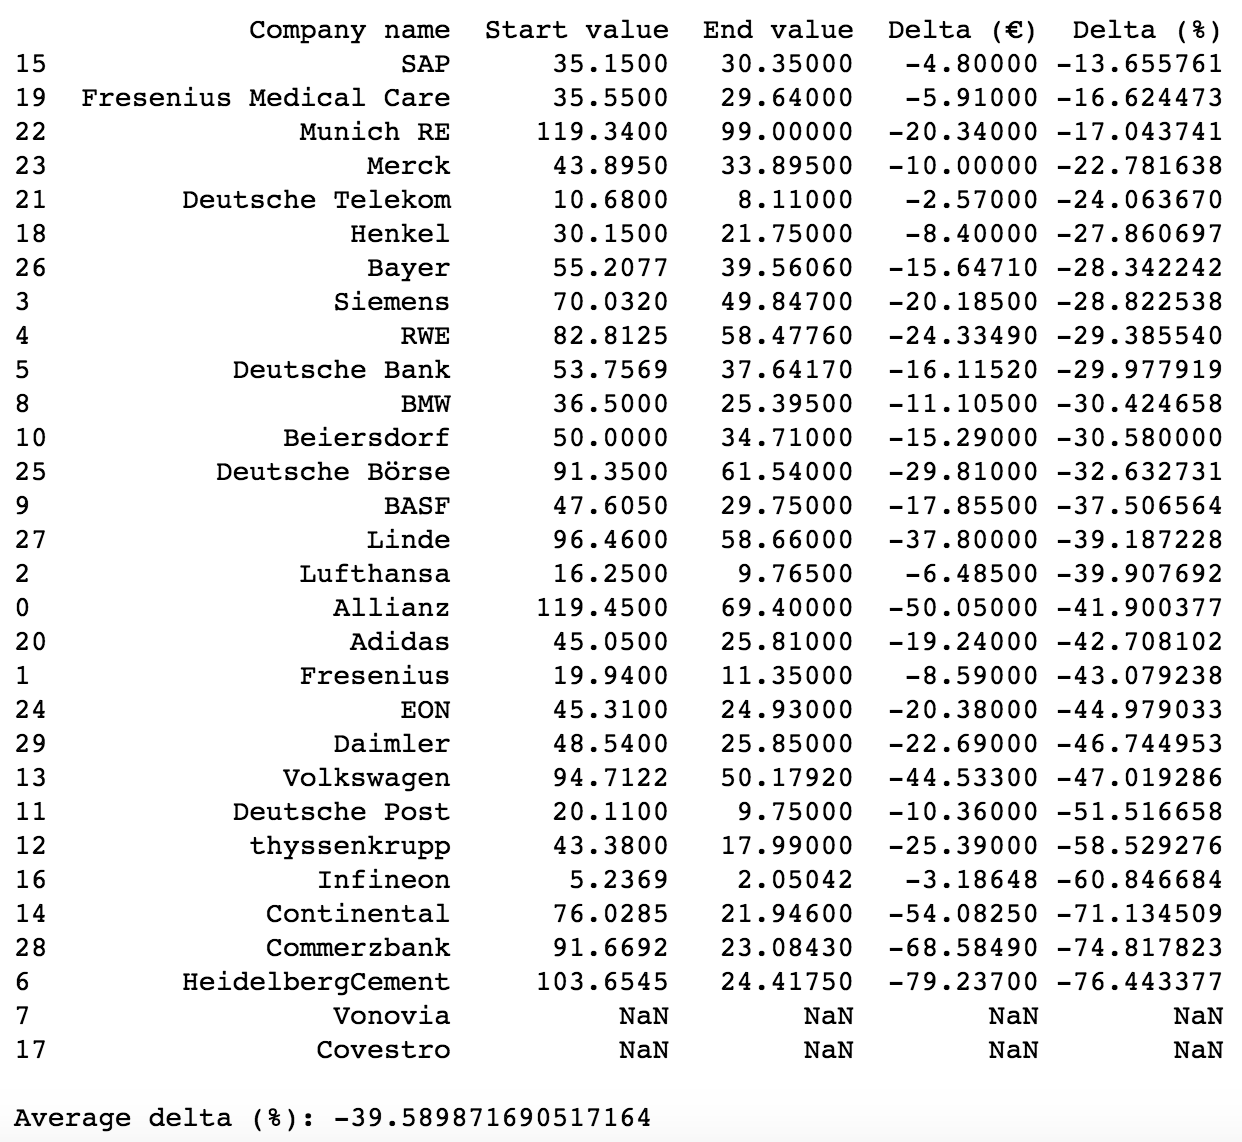 Company name Start value End value Delta (€) Delta (%)
15 SAP 35.1500 30.35000 -4.80000 -13.655761
19 Fresenius Medical Care 35.5500 29.64000 -5.91000 -16.624473
22 Munich RE 119.3400 99.00000 -20.34000 -17.043741
23 Merck 43.8950 33.89500 -10.00000 -22.781638
21 Deutsche Telekom 10.6800 8.11000 -2.57000 -24.063670
18 Henkel 30.1500 21.75000 -8.40000 -27.860697
26 Bayer 55.2077 39.56060 -15.64710 -28.342242
3 Siemens 70.0320 49.84700 -20.18500 -28.822538
4 RWE 82.8125 58.47760 -24.33490 -29.385540
5 Deutsche Bank 53.7569 37.64170 -16.11520 -29.977919
8 BMW 36.5000 25.39500 -11.10500 -30.424658
10 Beiersdorf 50.0000 34.71000 -15.29000 -30.580000
25 Deutsche Börse 91.3500 61.54000 -29.81000 -32.632731
9 BASF 47.6050 29.75000 -17.85500 -37.506564
27 Linde 96.4600 58.66000 -37.80000 -39.187228
2 Lufthansa 16.2500 9.76500 -6.48500 -39.907692
0 Allianz 119.4500 69.40000 -50.05000 -41.900377
20 Adidas 45.0500 25.81000 -19.24000 -42.708102
1 Fresenius 19.9400 11.35000 -8.59000 -43.079238
24 EON 45.3100 24.93000 -20.38000 -44.979033
29 Daimler 48.5400 25.85000 -22.69000 -46.744953
13 Volkswagen 94.7122 50.17920 -44.53300 -47.019286
11 Deutsche Post 20.1100 9.75000 -10.36000 -51.516658
12 thyssenkrupp 43.3800 17.99000 -25.39000 -58.529276
16 Infineon 5.2369 2.05042 -3.18648 -60.846684
14 Continental 76.0285 21.94600 -54.08250 -71.134509
28 Commerzbank 91.6692 23.08430 -68.58490 -74.817823
6 HeidelbergCement 103.6545 24.41750 -79.23700 -76.443377
7 Vonovia NaN NaN NaN NaN
17 Covestro NaN NaN NaN NaN
Average delta (%): -39.589871690517164